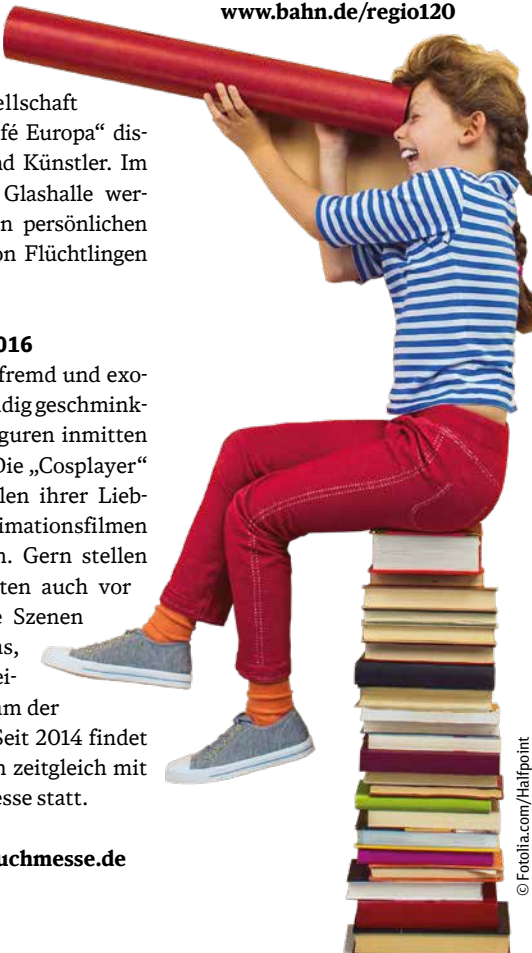 www.bahn.de/regio120
ellschaft
fé Europa“ dis-
d Künstler. Im
Glashalle wer-
n persönlichen
on Flüchtlingen
016
fremd und exo-
dig geschmink-
guren inmitten
Die „Cosplayer“
len ihrer Lieb-
imationsfilmen
n. Gern stellen
ten auch vor
e Szenen
as,
ei-
am der
Seit 2014 findet
n zeitgleich mit
esse statt.
uchmesse.de
© Fotolia.com/Halfpoint